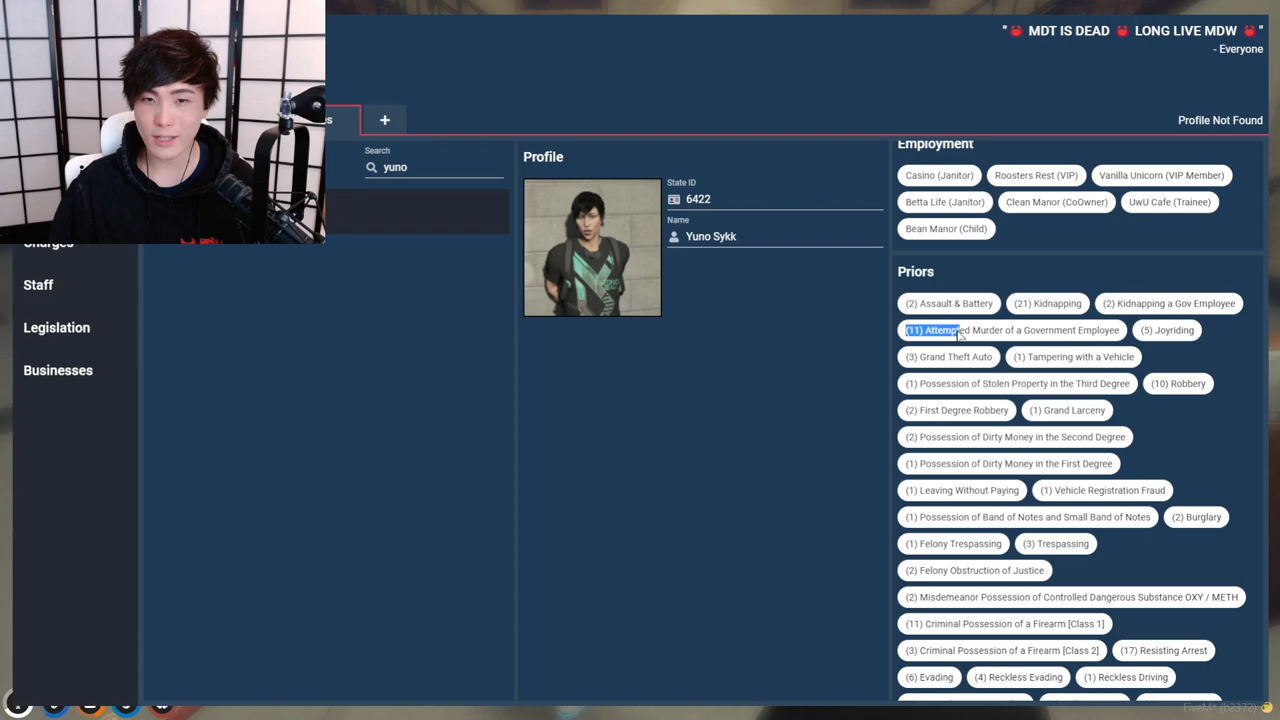 " 🦀 MDT IS DEAD 🦀 LONG LIVE MDW 🦀 "
- Everyone
+
Profile Not Found
Search
yuno
Charges
Staff
Legislation
Businesses
Profile
State ID
6422
Name
Yuno Sykk
Employment
Casino (Janitor) Roosters Rest (VIP) Vanilla Unicorn (VIP Member)
Betta Life (Janitor) Clean Manor (CoOwner) UwU Cafe (Trainee)
Bean Manor (Child)
Priors
(2) Assault & Battery (21) Kidnapping (2) Kidnapping a Gov Employee
(11) Attempted Murder of a Government Employee (5) Joyriding
(3) Grand Theft Auto (1) Tampering with a Vehicle
(1) Possession of Stolen Property in the Third Degree (10) Robbery
(2) First Degree Robbery (1) Grand Larceny
(2) Possession of Dirty Money in the Second Degree
(1) Possession of Dirty Money in the First Degree
(1) Leaving Without Paying (1) Vehicle Registration Fraud
(1) Possession of Band of Notes and Small Band of Notes (2) Burglary
(1) Felony Trespassing (3) Trespassing
(2) Felony Obstruction of Justice
(2) Misdemeanor Possession of Controlled Dangerous Substance OXY / METH
(11) Criminal Possession of a Firearm [Class 1]
(3) Criminal Possession of a Firearm [Class 2] (17) Resisting Arrest
(6) Evading (4) Reckless Evading (1) Reckless Driving
FiveM* (b2372)